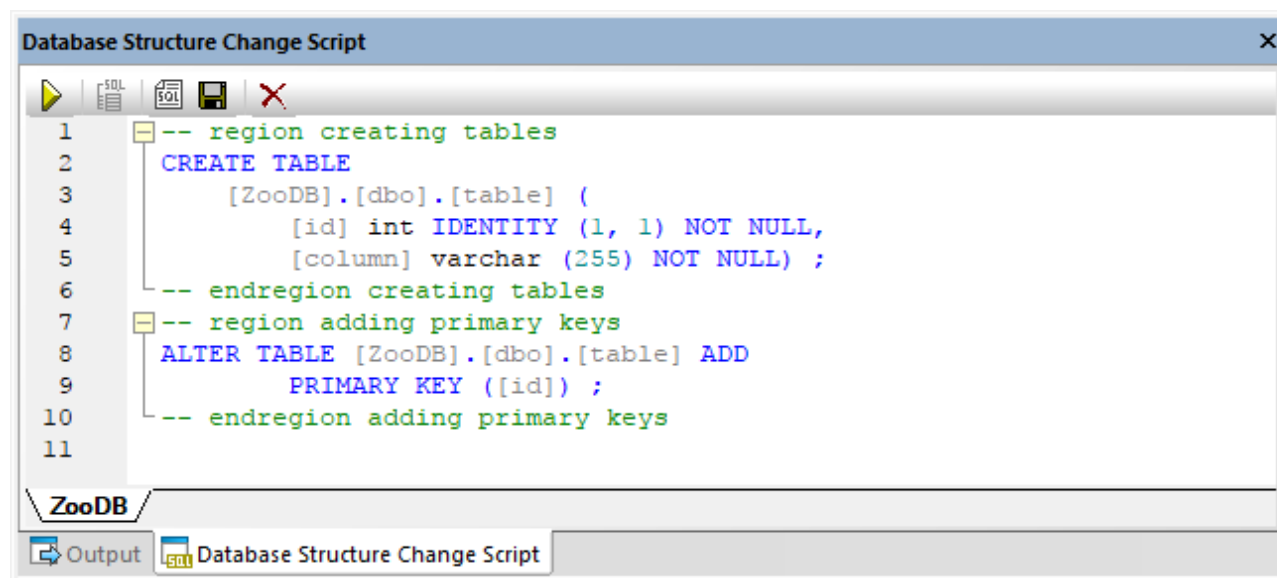 Database Structure Change Script
1 -- region creating tables
2 CREATE TABLE
3 [ZooDB].[dbo].[table] (
4 [id] int IDENTITY (1, 1) NOT NULL,
5 [column] varchar (255) NOT NULL) ;
6 -- endregion creating tables
7 -- region adding primary keys
8 ALTER TABLE [ZooDB].[dbo].[table] ADD
9 PRIMARY KEY ([id]) ;
10 -- endregion adding primary keys
11
ZooDB
Output Database Structure Change Script